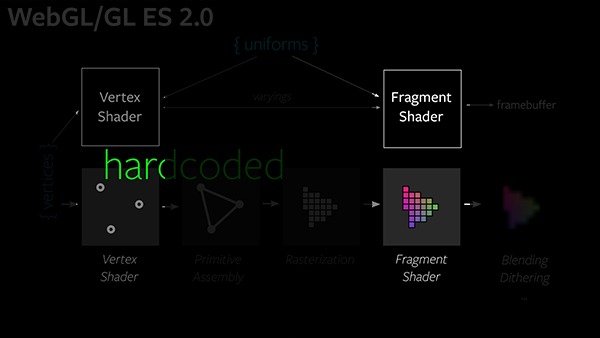 WebGL/GL ES 2.0
{ uniforms }
Vertex
Shader
varyings
Fragment
Shader
framebuffer
{ vertices }
hardcoded
Vertex
Shader
Primitive
Assembly
Rasterization
Fragment
Shader
Blending
Dithering
...